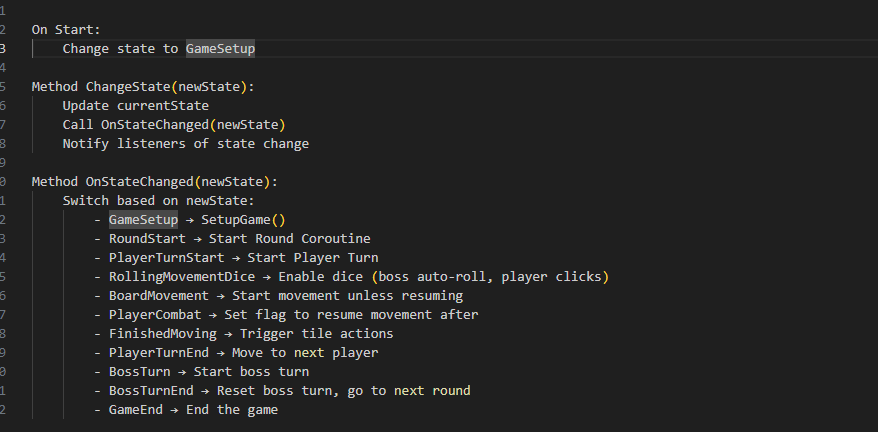 1
2 On Start:
3 Change state to GameSetup
4
5 Method ChangeState(newState):
6 Update currentState
7 Call OnStateChanged(newState)
8 Notify listeners of state change
9
0 Method OnStateChanged(newState):
1 Switch based on newState:
2 - GameSetup → SetupGame()
3 - RoundStart → Start Round Coroutine
4 - PlayerTurnStart → Start Player Turn
5 - RollingMovementDice → Enable dice (boss auto-roll, player clicks)
6 - BoardMovement → Start movement unless resuming
7 - PlayerCombat → Set flag to resume movement after
8 - FinishedMoving → Trigger tile actions
9 - PlayerTurnEnd → Move to next player
0 - BossTurn → Start boss turn
1 - BossTurnEnd → Reset boss turn, go to next round
2 - GameEnd → End the game